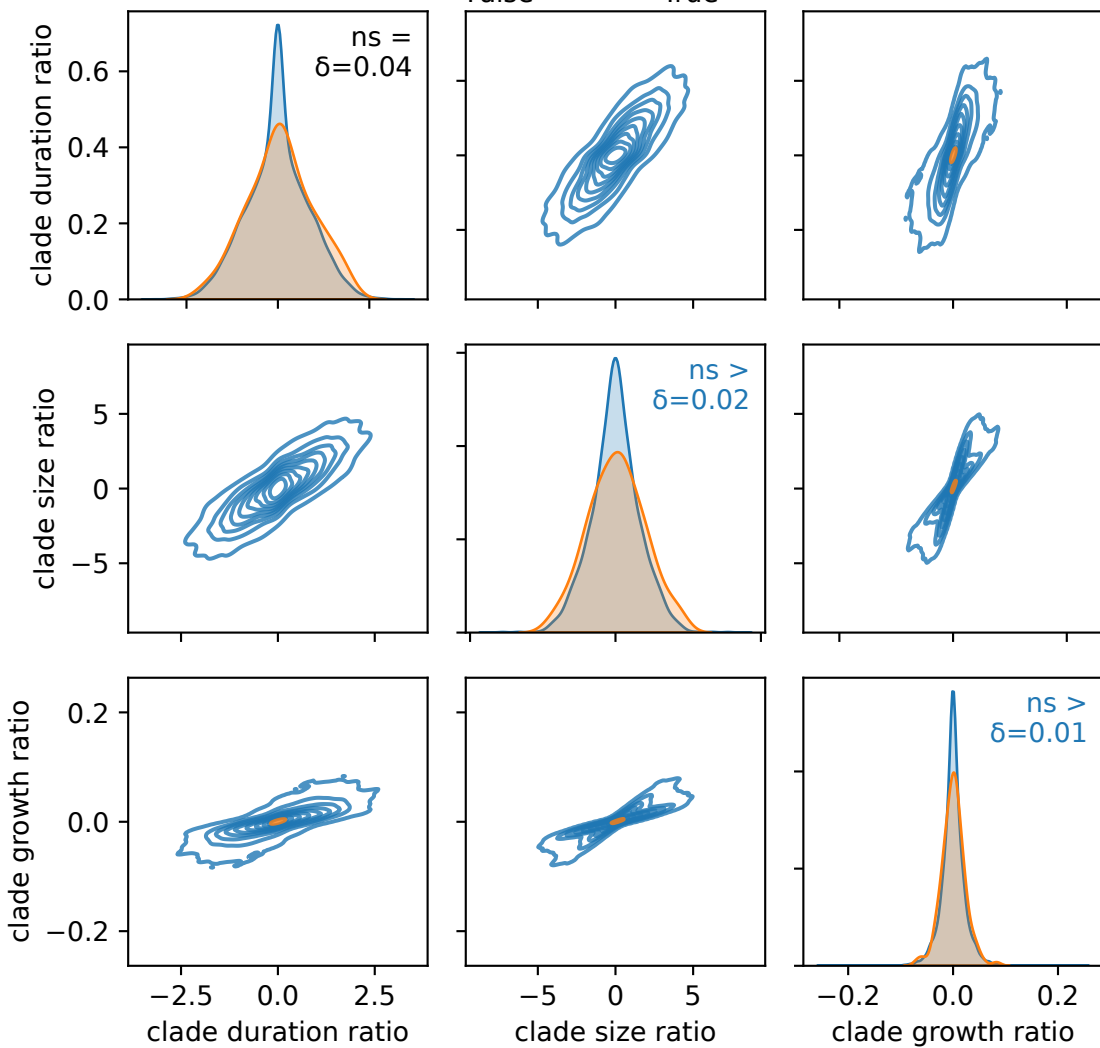 clade duration ratio
0.6
0.4
0.2
0.0
ns =
δ=0.04
clade size ratio
5
0
−5
ns >
δ=0.02
clade growth ratio
0.2
0.0
−0.2
ns >
δ=0.01
−2.5 0.0 2.5
−5 0 5
−0.2 0.0 0.2
clade duration ratio
clade size ratio
clade growth ratio